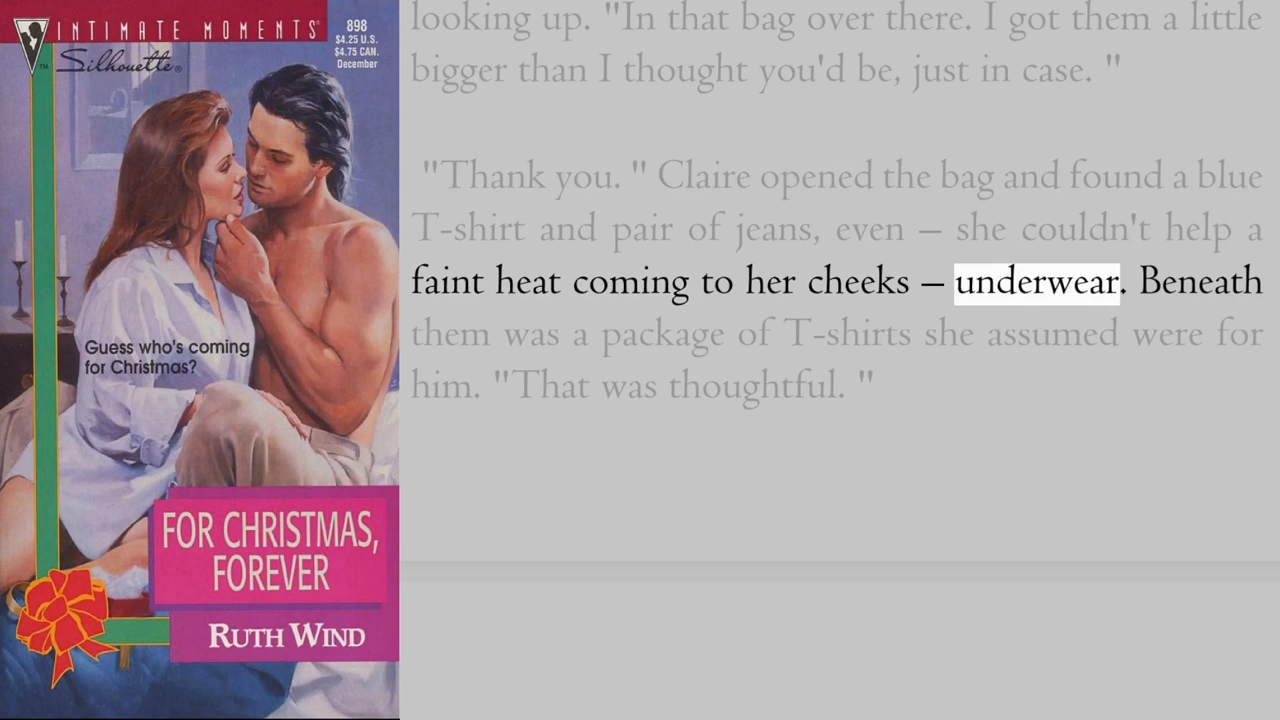 INTIMATE MOMENTS®
898
$4.25 U.S.
$4.75 CAN.
December
™ Silhouette®
Guess who's coming
for Christmas?
FOR CHRISTMAS,
FOREVER
RUTH WIND
looking up. "In that bag over there. I got them a little
bigger than I thought you'd be, just in case. "
"Thank you. " Claire opened the bag and found a blue
T-shirt and pair of jeans, even – she couldn't help a
faint heat coming to her cheeks – underwear. Beneath
them was a package of T-shirts she assumed were for
him. "That was thoughtful. "